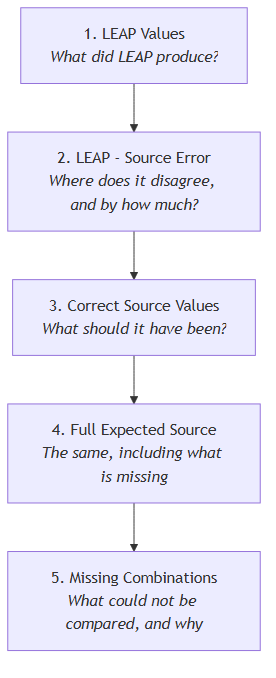 1. LEAP Values
What did LEAP produce?
2. LEAP - Source Error
Where does it disagree,
and by how much?
3. Correct Source Values
What should it have been?
4. Full Expected Source
The same, including what
is missing
5. Missing Combinations
What could not be
compared, and why